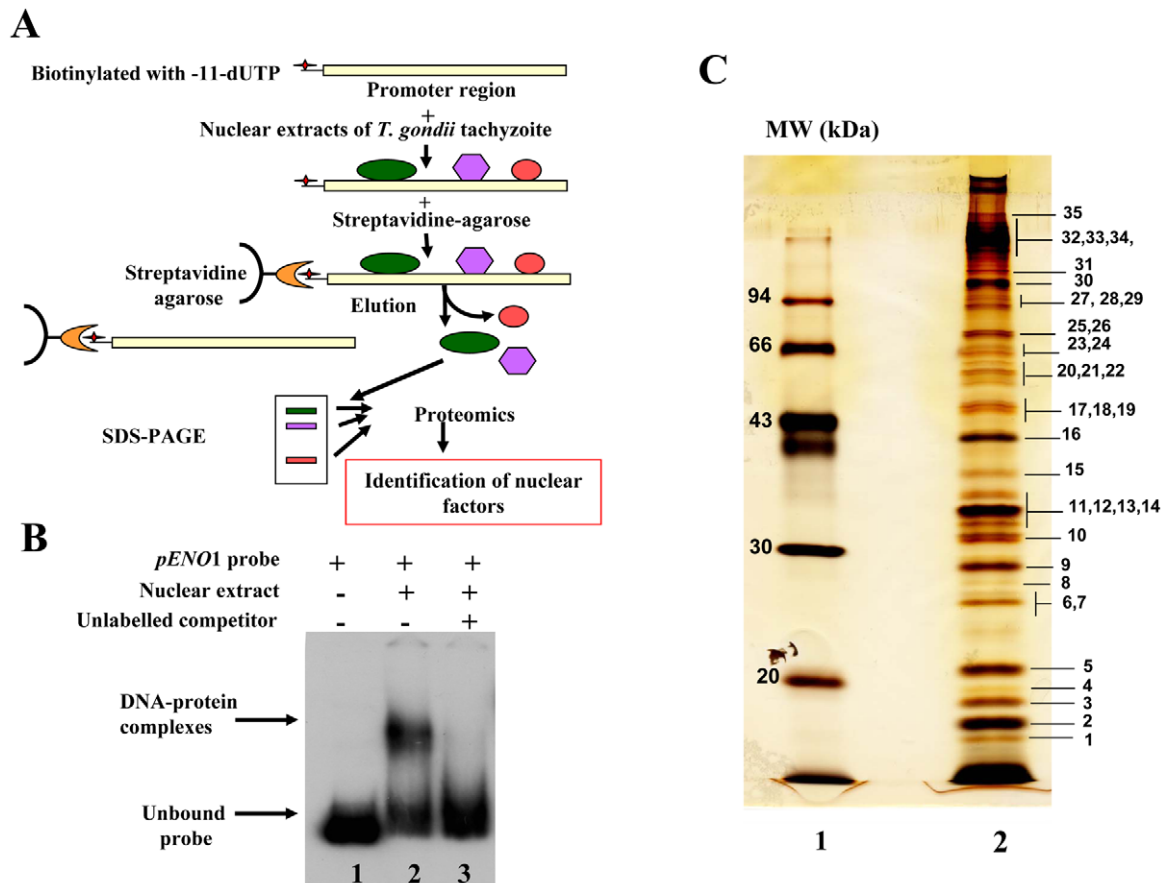 A
Biotinylated with -11-dUTP
Promoter region
+
Nuclear extracts of T. gondii tachyzoite
+
Streptavidine-agarose
Streptavidine
agarose
Elution
SDS-PAGE
Proteomics
Identification of nuclear
factors
B
pENO1 probe + + +
Nuclear extract - + +
Unlabelled competitor - - +
DNA-protein
complexes
Unbound
probe
1 2 3
C
MW (kDa)
94
66
43
30
20
35
32,33,34,
31
30
27, 28,29
25,26
23,24
20,21,22
17,18,19
16
15
11,12,13,14
10
9
8
6,7
5
4
3
2
1
1 2